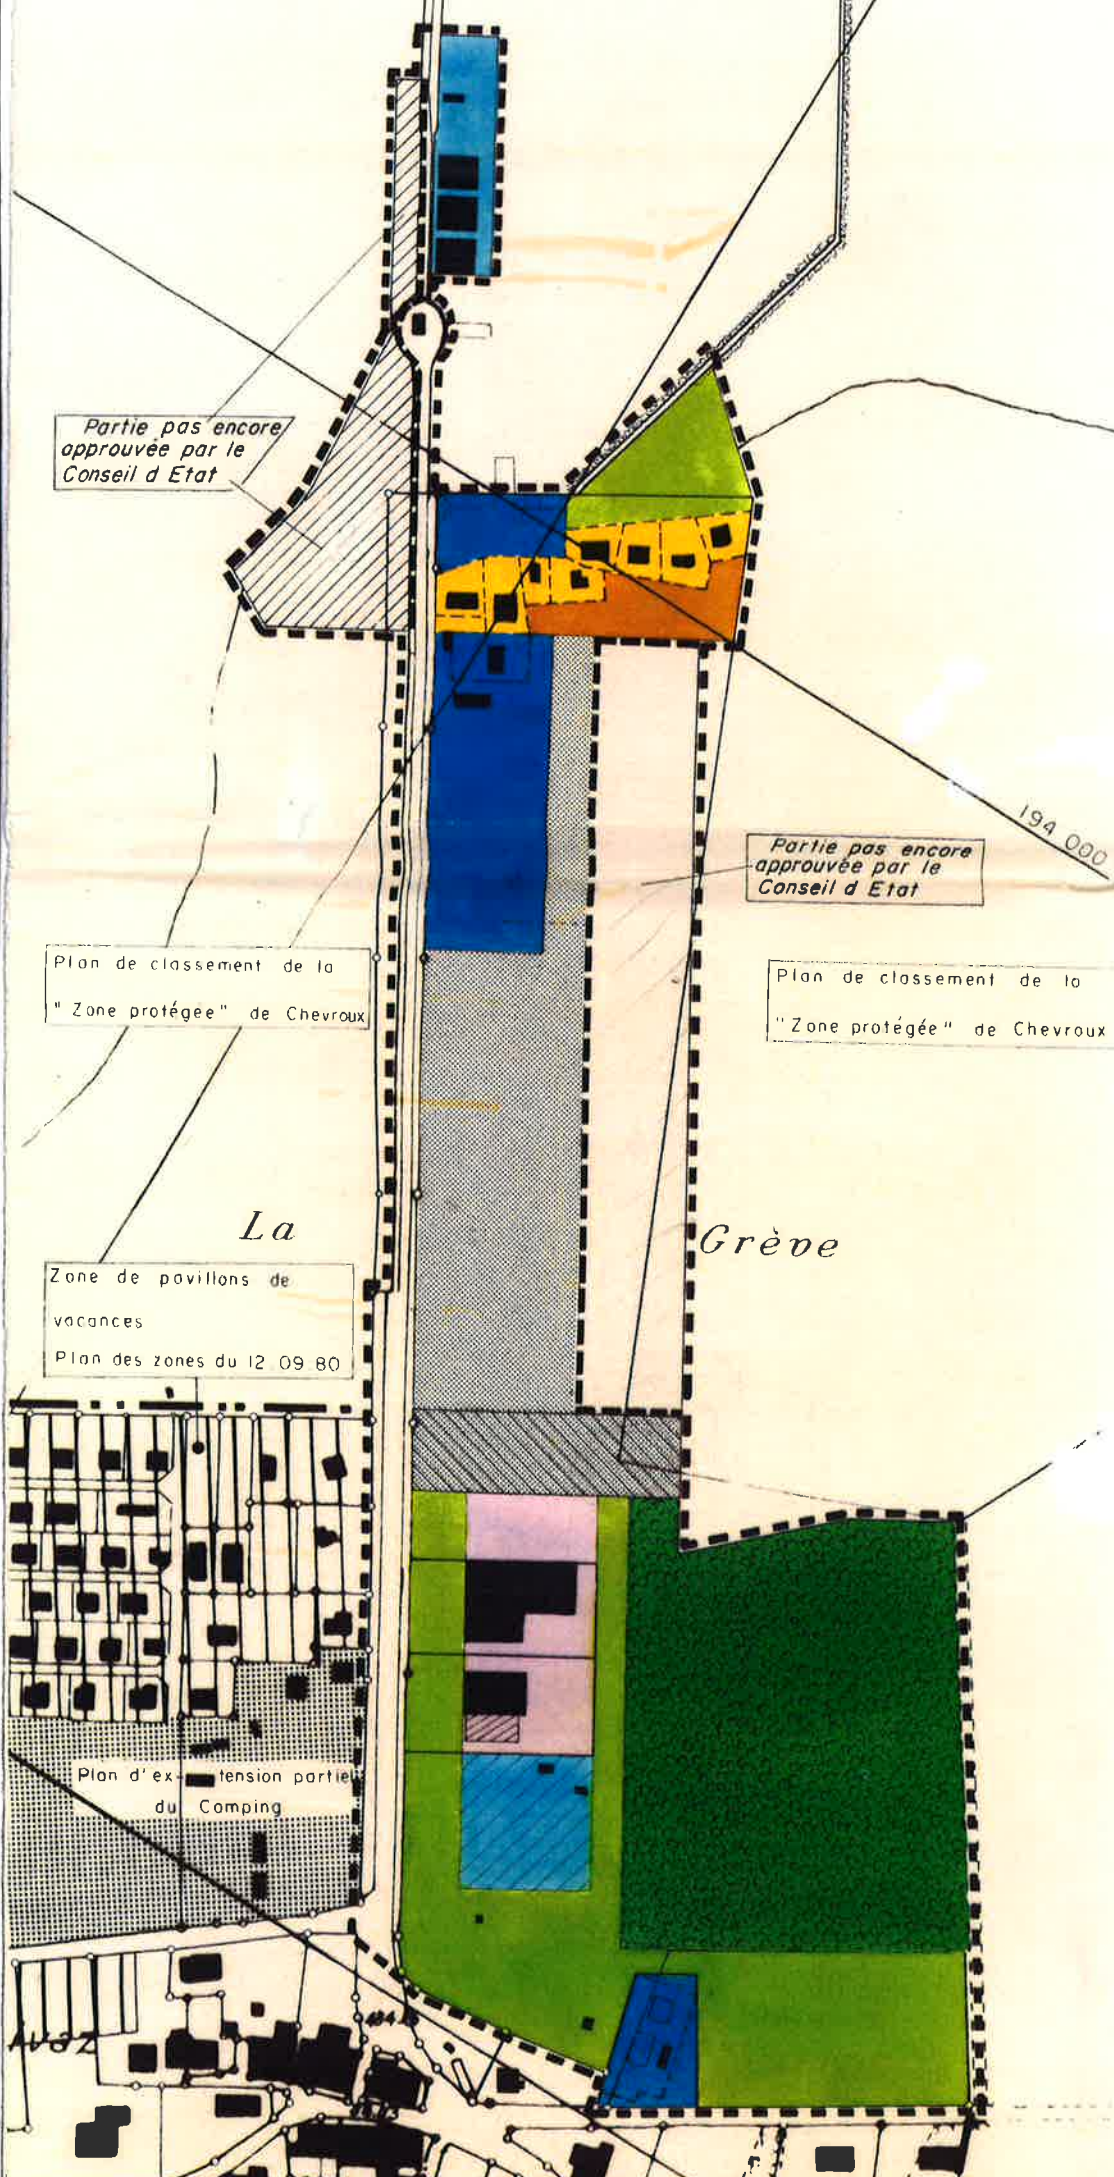 Partie pas encore
approuvée par le
Conseil d Etat
194 000
Partie pas encore
approuvée par le
Conseil d Etat
Plan de classement de la
" Zone protégée" de Chevroux
Plan de classement de la
"Zone protégée" de Chevroux
La Grève
Zone de pavillons de
vacances
Plan des zones du 12 09 80
Plan d'extension partiel
du Camping